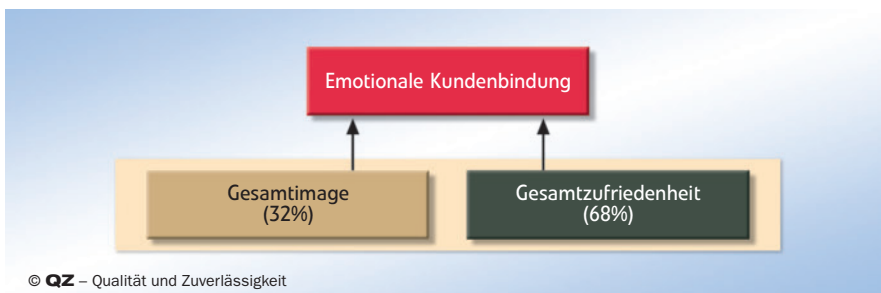 Emotionale Kundenbindung
Gesamtimage
(32%)
Gesamtzufriedenheit
(68%)
© QZ – Qualität und Zuverlässigkeit